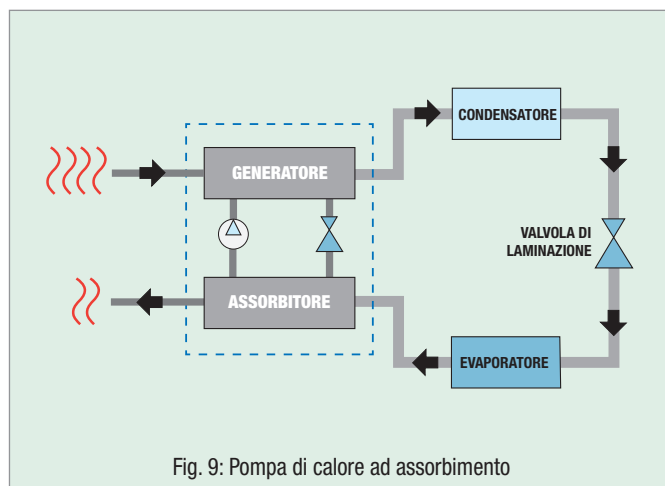 CONDENSATORE
GENERATORE
VALVOLA DI
LAMINAZIONE
ASSORBITORE
EVAPORATORE
Fig. 9: Pompa di calore ad assorbimento